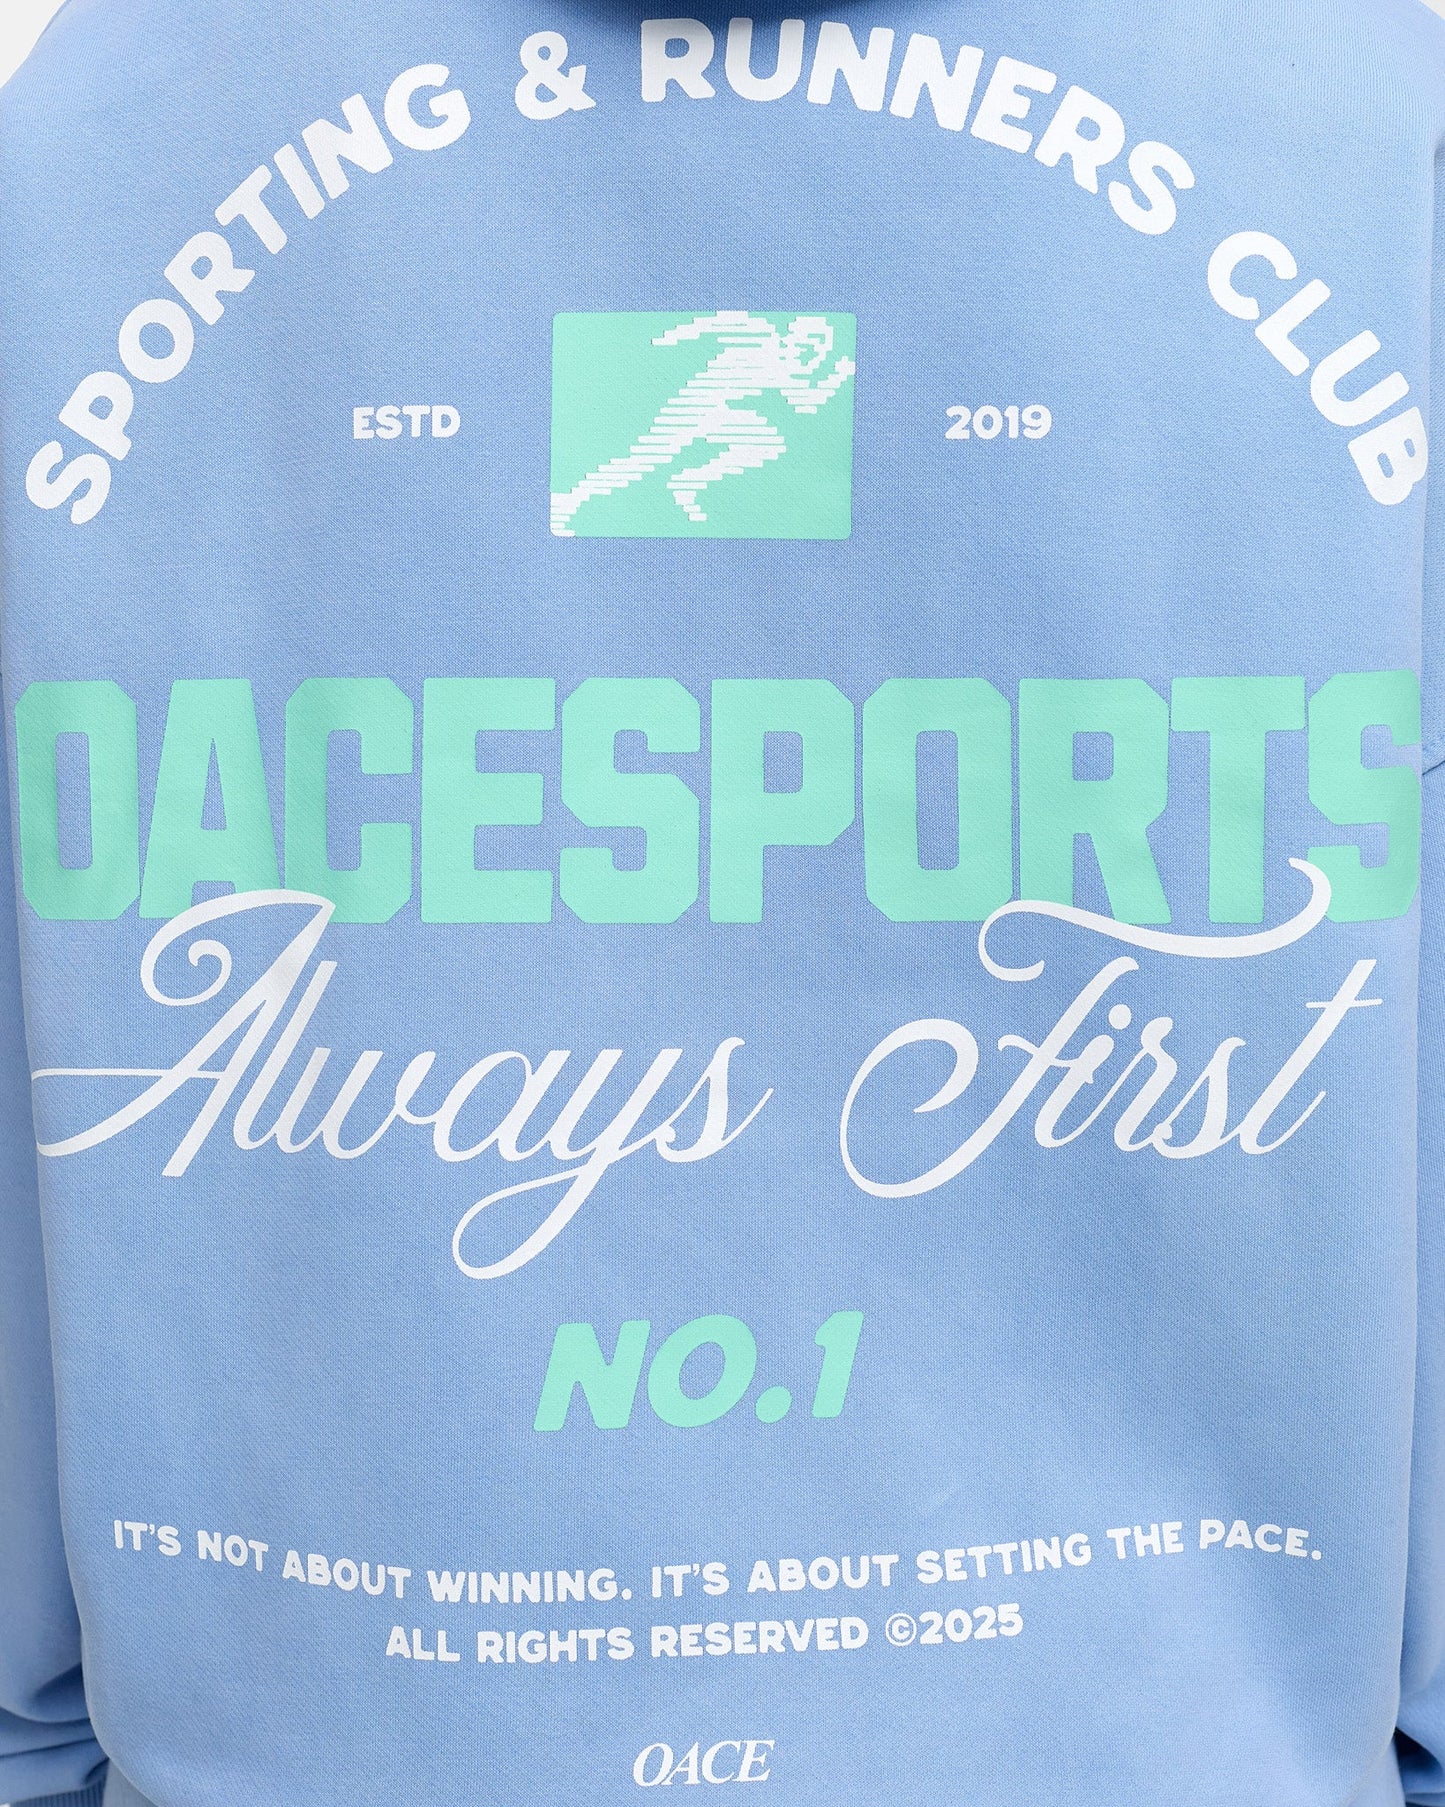 SPORTING & RUNNERS CLUB
ESTD 2019
OACESPORTS
Always First
NO.1
IT'S NOT ABOUT WINNING. IT'S ABOUT SETTING THE PACE.
ALL RIGHTS RESERVED ©2025
OACE